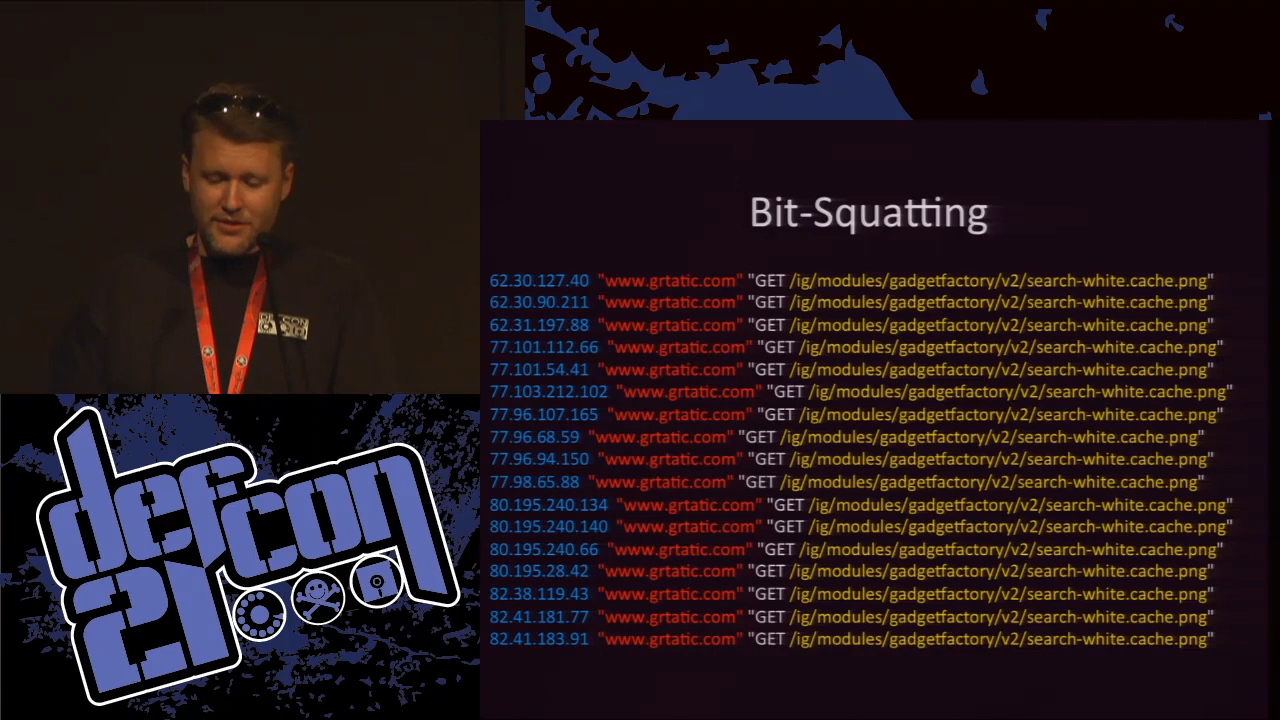 DEFCON
Bit-Squatting
62.30.127.40 "www.grtatic.com" "GET /ig/modules/gadgetfactory/v2/search-white.cache.png"
62.30.90.211 "www.grtatic.com" "GET /ig/modules/gadgetfactory/v2/search-white.cache.png"
62.31.197.88 "www.grtatic.com" "GET /ig/modules/gadgetfactory/v2/search-white.cache.png"
77.101.112.66 "www.grtatic.com" "GET /ig/modules/gadgetfactory/v2/search-white.cache.png"
77.101.54.41 "www.grtatic.com" "GET /ig/modules/gadgetfactory/v2/search-white.cache.png"
77.103.212.102 "www.grtatic.com" "GET /ig/modules/gadgetfactory/v2/search-white.cache.png"
77.96.107.165 "www.grtatic.com" "GET /ig/modules/gadgetfactory/v2/search-white.cache.png"
77.96.68.59 "www.grtatic.com" "GET /ig/modules/gadgetfactory/v2/search-white.cache.png"
77.96.94.150 "www.grtatic.com" "GET /ig/modules/gadgetfactory/v2/search-white.cache.png"
77.98.65.88 "www.grtatic.com" "GET /ig/modules/gadgetfactory/v2/search-white.cache.png"
80.195.240.134 "www.grtatic.com" "GET /ig/modules/gadgetfactory/v2/search-white.cache.png"
80.195.240.140 "www.grtatic.com" "GET /ig/modules/gadgetfactory/v2/search-white.cache.png"
80.195.240.66 "www.grtatic.com" "GET /ig/modules/gadgetfactory/v2/search-white.cache.png"
80.195.28.42 "www.grtatic.com" "GET /ig/modules/gadgetfactory/v2/search-white.cache.png"
82.38.119.43 "www.grtatic.com" "GET /ig/modules/gadgetfactory/v2/search-white.cache.png"
82.41.181.77 "www.grtatic.com" "GET /ig/modules/gadgetfactory/v2/search-white.cache.png"
82.41.183.91 "www.grtatic.com" "GET /ig/modules/gadgetfactory/v2/search-white.cache.png"
defcon
21